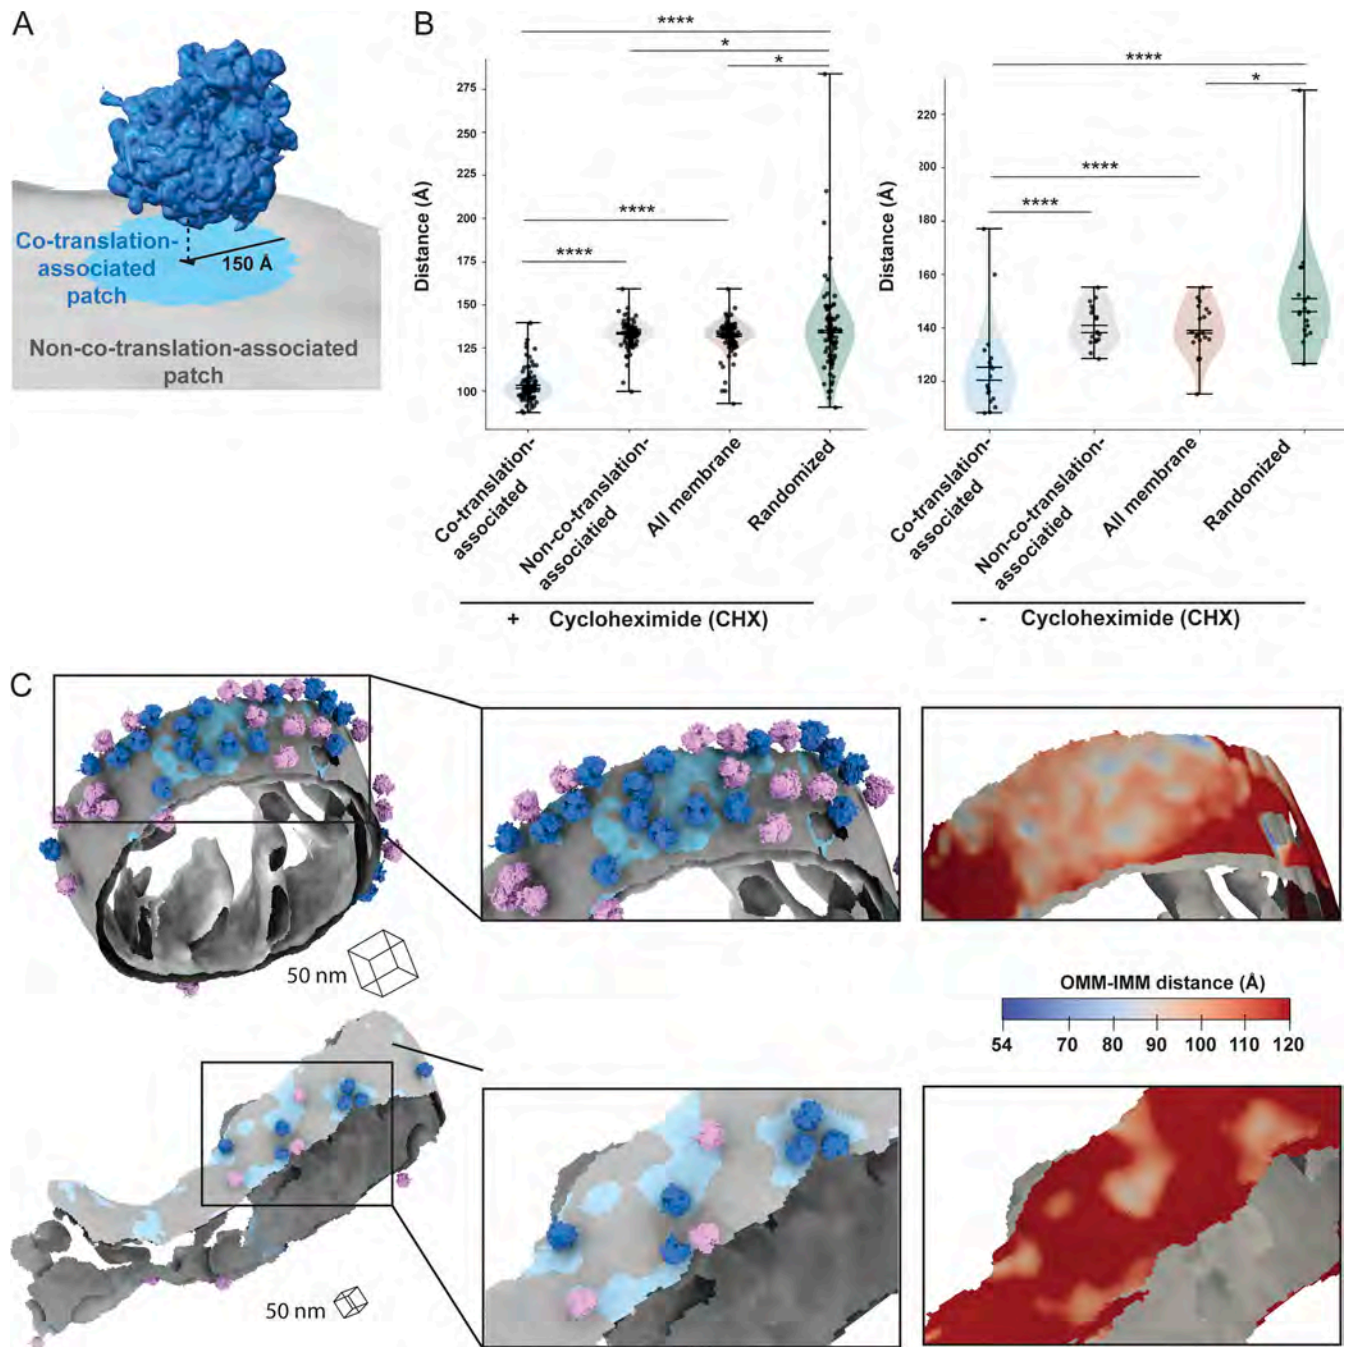 A
Co-translation-
associated
patch
150 Å
Non-co-translation-associated
patch
B
****
*
*
****
****
Distance (Å)
275
250
225
200
175
150
125
100
Co-translation-
associated
Non-co-translation-
associatied
All membrane
Randomized
+ Cycloheximide (CHX)
****
*
****
****
Distance (Å)
220
200
180
160
140
120
Co-translation-
associated
Non-co-translation-
associatied
All membrane
Randomized
- Cycloheximide (CHX)
C
50 nm
OMM-IMM distance (Å)
54 70 80 90 100 110 120
50 nm